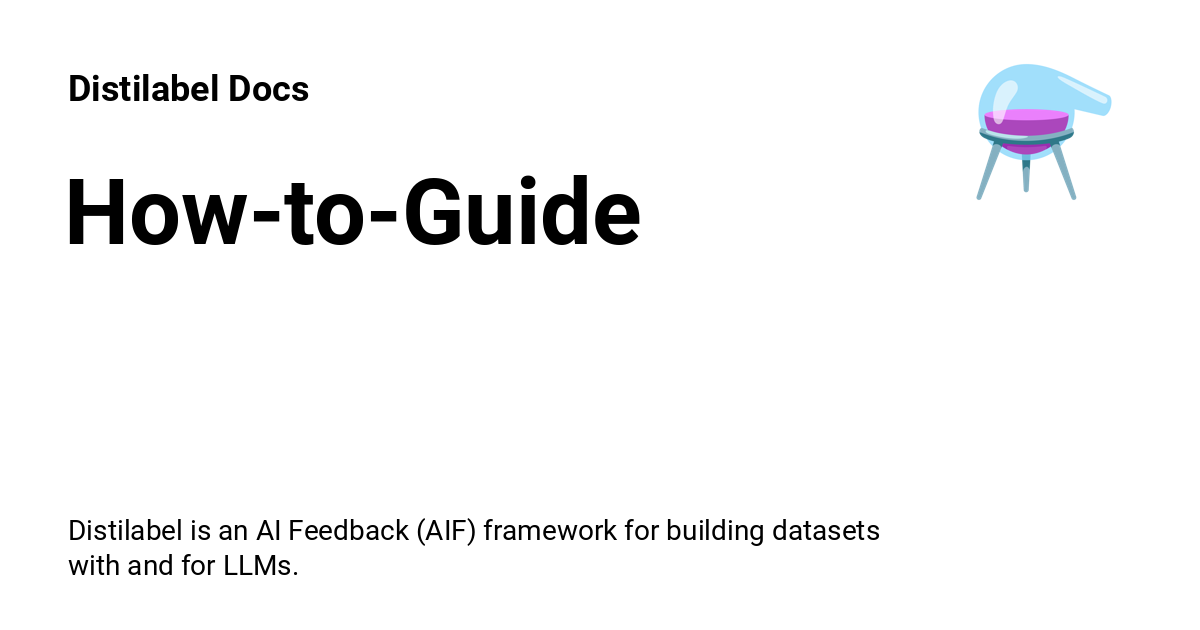 Distilabel Docs
How-to-Guide
Distilabel is an AI Feedback (AIF) framework for building datasets
with and for LLMs.